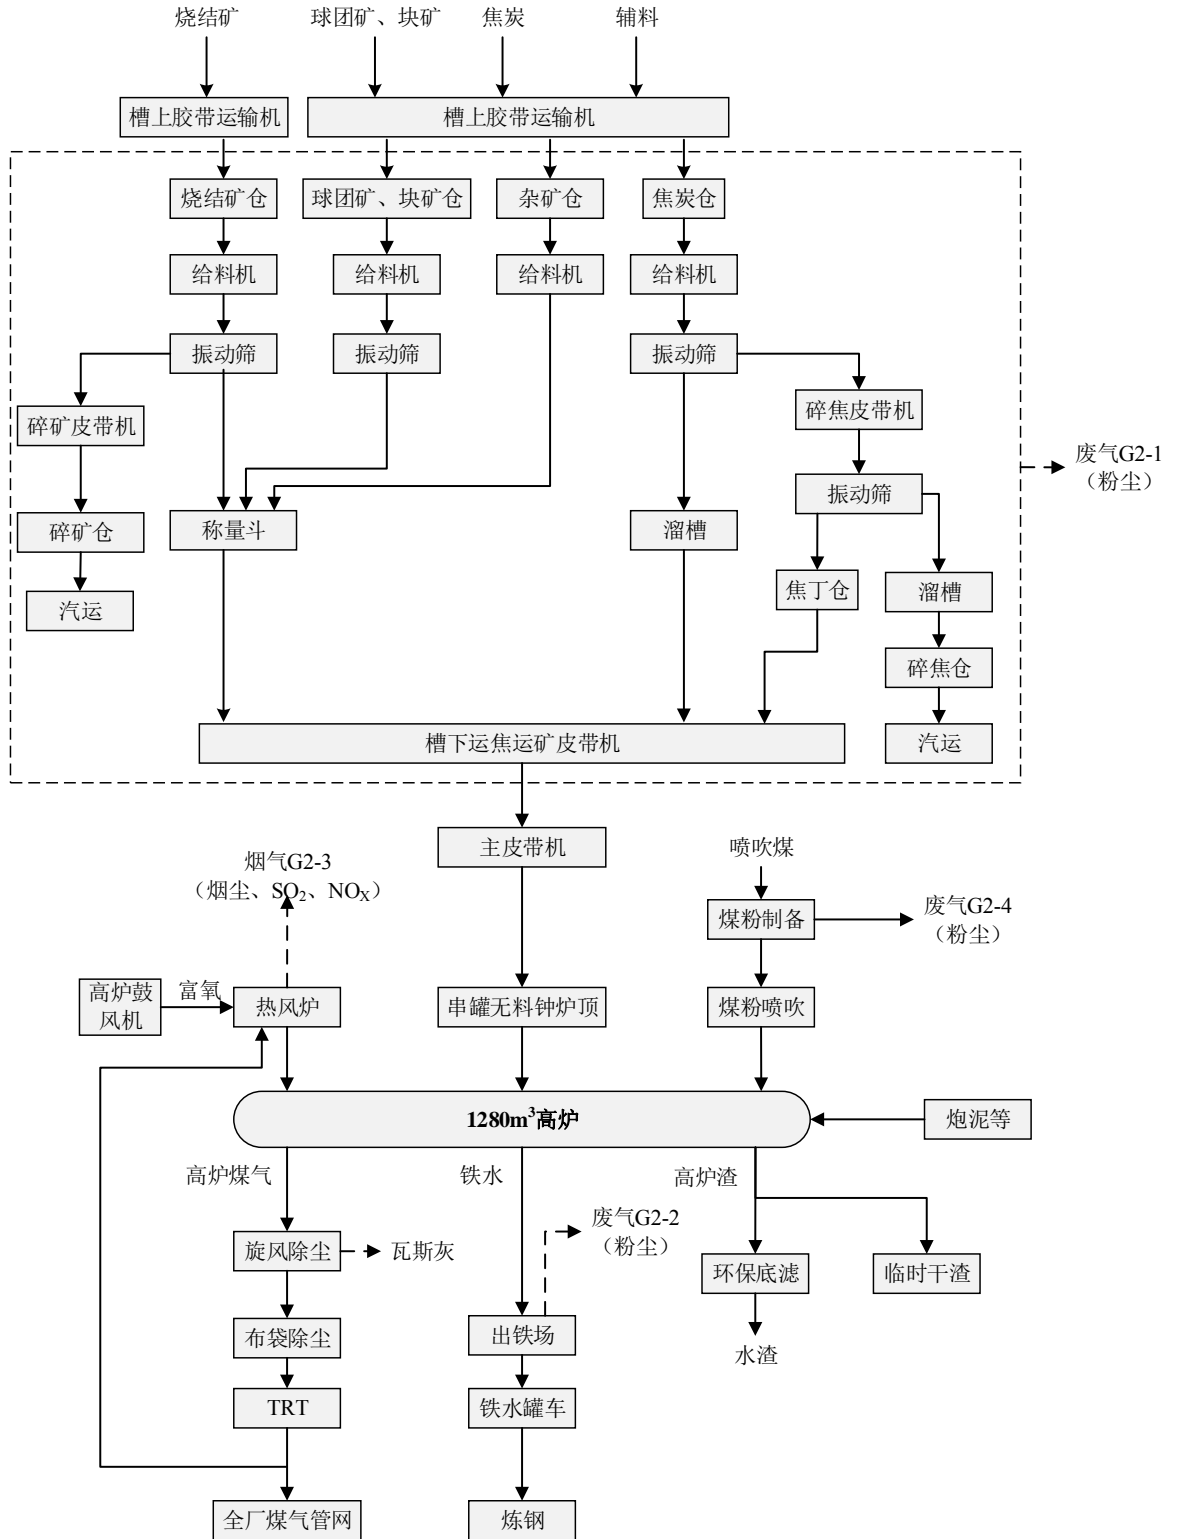 烧结矿
球团矿、块矿
焦炭
辅料
槽上胶带运输机
槽上胶带运输机
烧结矿仓
球团矿、块矿仓
杂矿仓
焦炭仓
给料机
给料机
给料机
给料机
振动筛
振动筛
振动筛
碎矿皮带机
碎焦皮带机
废气G2-1
（粉尘）
振动筛
碎矿仓
称量斗
溜槽
焦丁仓
溜槽
汽运
碎焦仓
槽下运焦运矿皮带机
汽运
主皮带机
喷吹煤
烟气G2-3
（烟尘、SO₂、NOX）
煤粉制备
废气G2-4
（粉尘）
高炉鼓
风机
富氧
热风炉
串罐无料钟炉顶
煤粉喷吹
1280m³高炉
炮泥等
高炉煤气
铁水
高炉渣
废气G2-2
（粉尘）
旋风除尘
瓦斯灰
环保底滤
临时干渣
布袋除尘
出铁场
水渣
TRT
铁水罐车
全厂煤气管网
炼钢